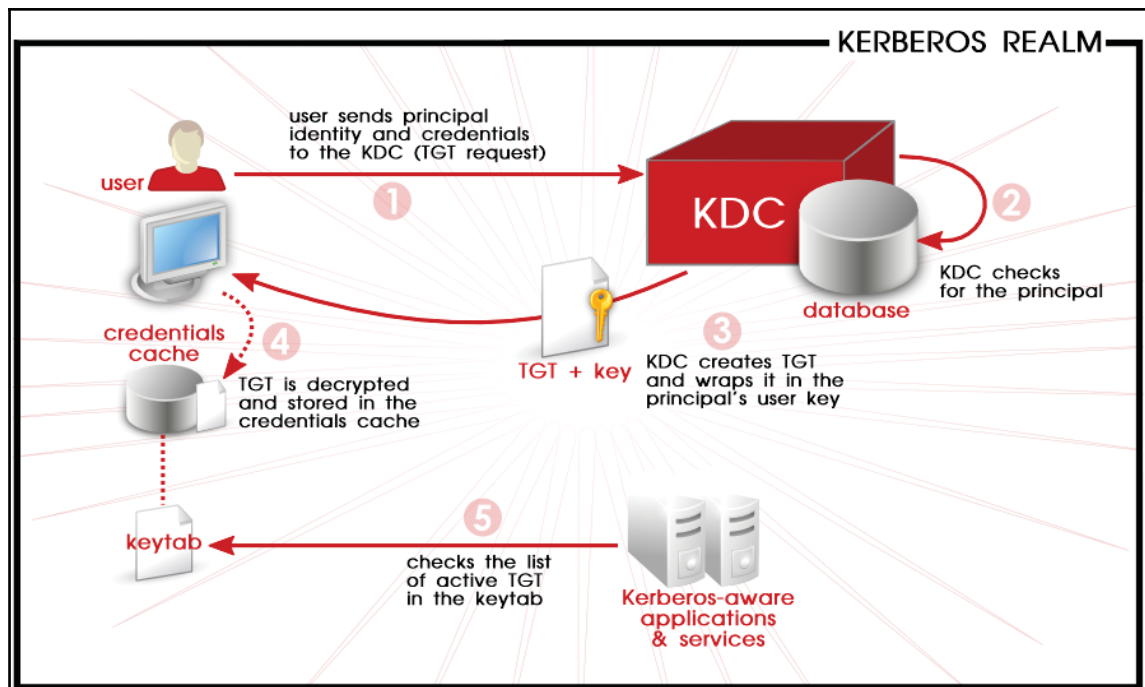 KERBEROS REALM
user sends principal
identity and credentials
to the KDC (TGT request)
user
1
KDC
2
KDC checks
for the principal
database
credentials
cache
4
TGT is decrypted
and stored in the
credentials cache
TGT + key
3
KDC creates TGT
and wraps it in the
principal's user key
keytab
5
checks the list
of active TGT
in the keytab
Kerberos-aware
applications
& services